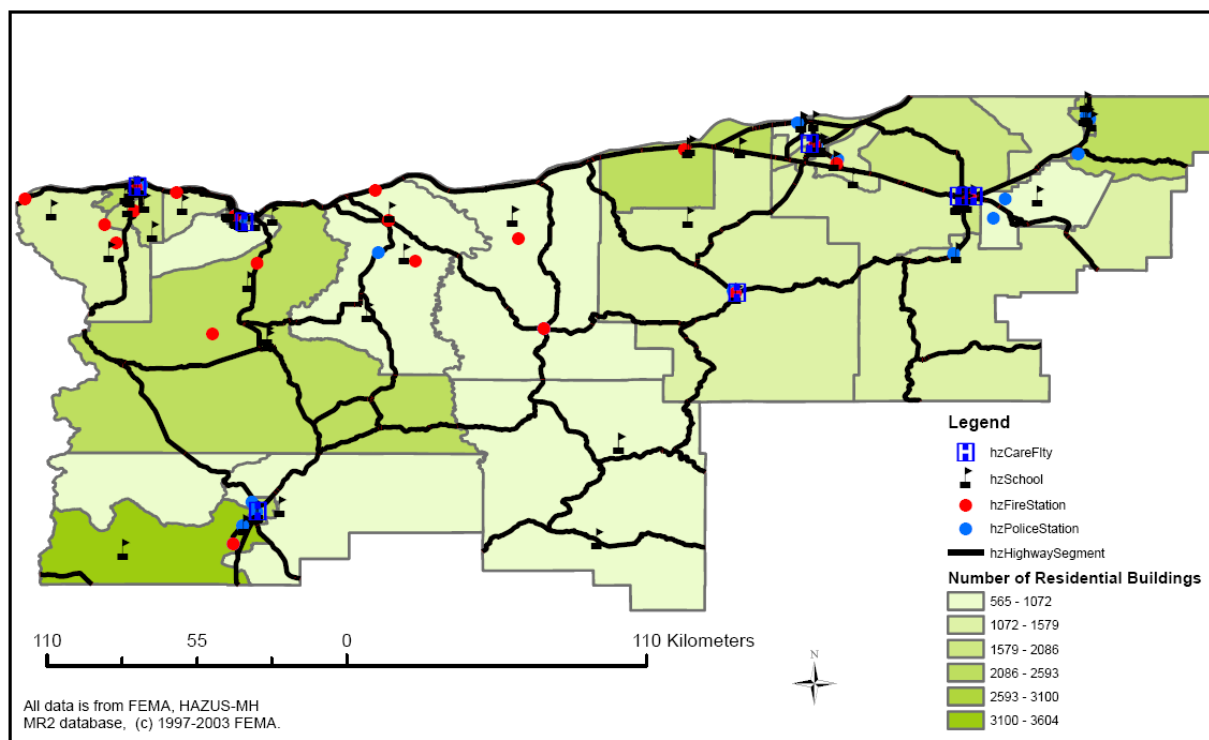 Legend
hzCareFlty
hzSchool
hzFireStation
hzPoliceStation
hzHighwaySegment
Number of Residential Buildings
565 - 1072
1072 - 1579
1579 - 2086
2086 - 2593
2593 - 3100
3100 - 3604
110 55 0 110 Kilometers
N
All data is from FEMA, HAZUS-MH
MR2 database, (c) 1997-2003 FEMA.